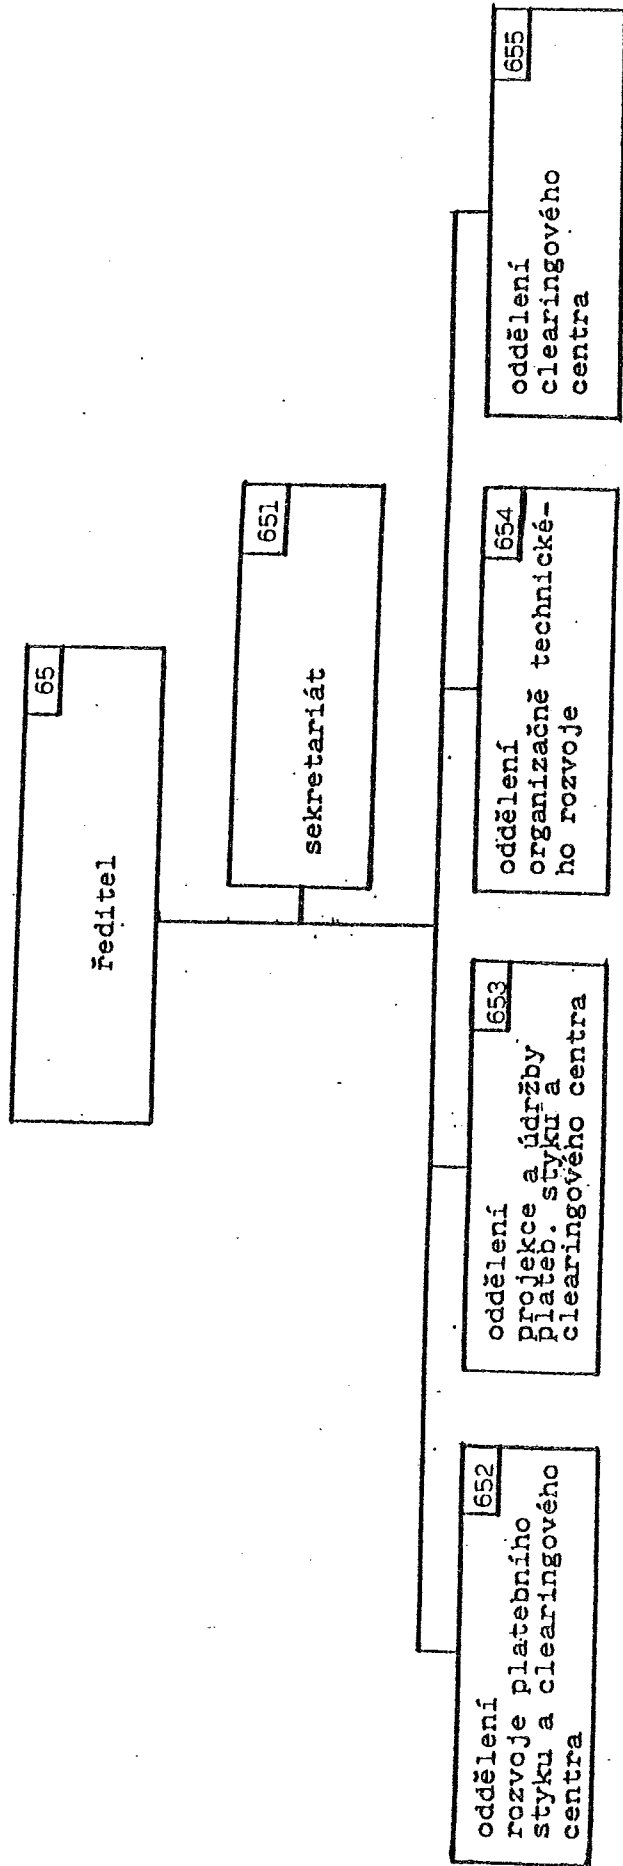 65
ředitel
651
sekretariát
652
oddělení
rozvoje platebního
styku a clearingového
centra
653
oddělení
projekce a údržby
plateb. styku a
clearingového centra
654
oddělení
organizačně technické-
ho rozvoje
655
oddělení
clearingového
centra